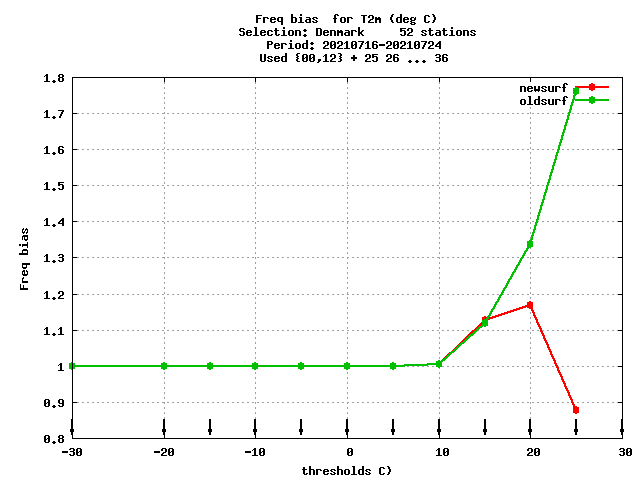 Freq bias  for T2m (deg C)
Selection: Denmark     52 stations
Period: 20210716-20210724
Used {00,12} + 25 26 ... 36
newsurf
oldsurf
1.8
1.7
1.6
1.5
1.4
1.3
1.2
1.1
1
0.9
0.8
Freq bias
-30 -20 -10 0 10 20 30
thresholds C)